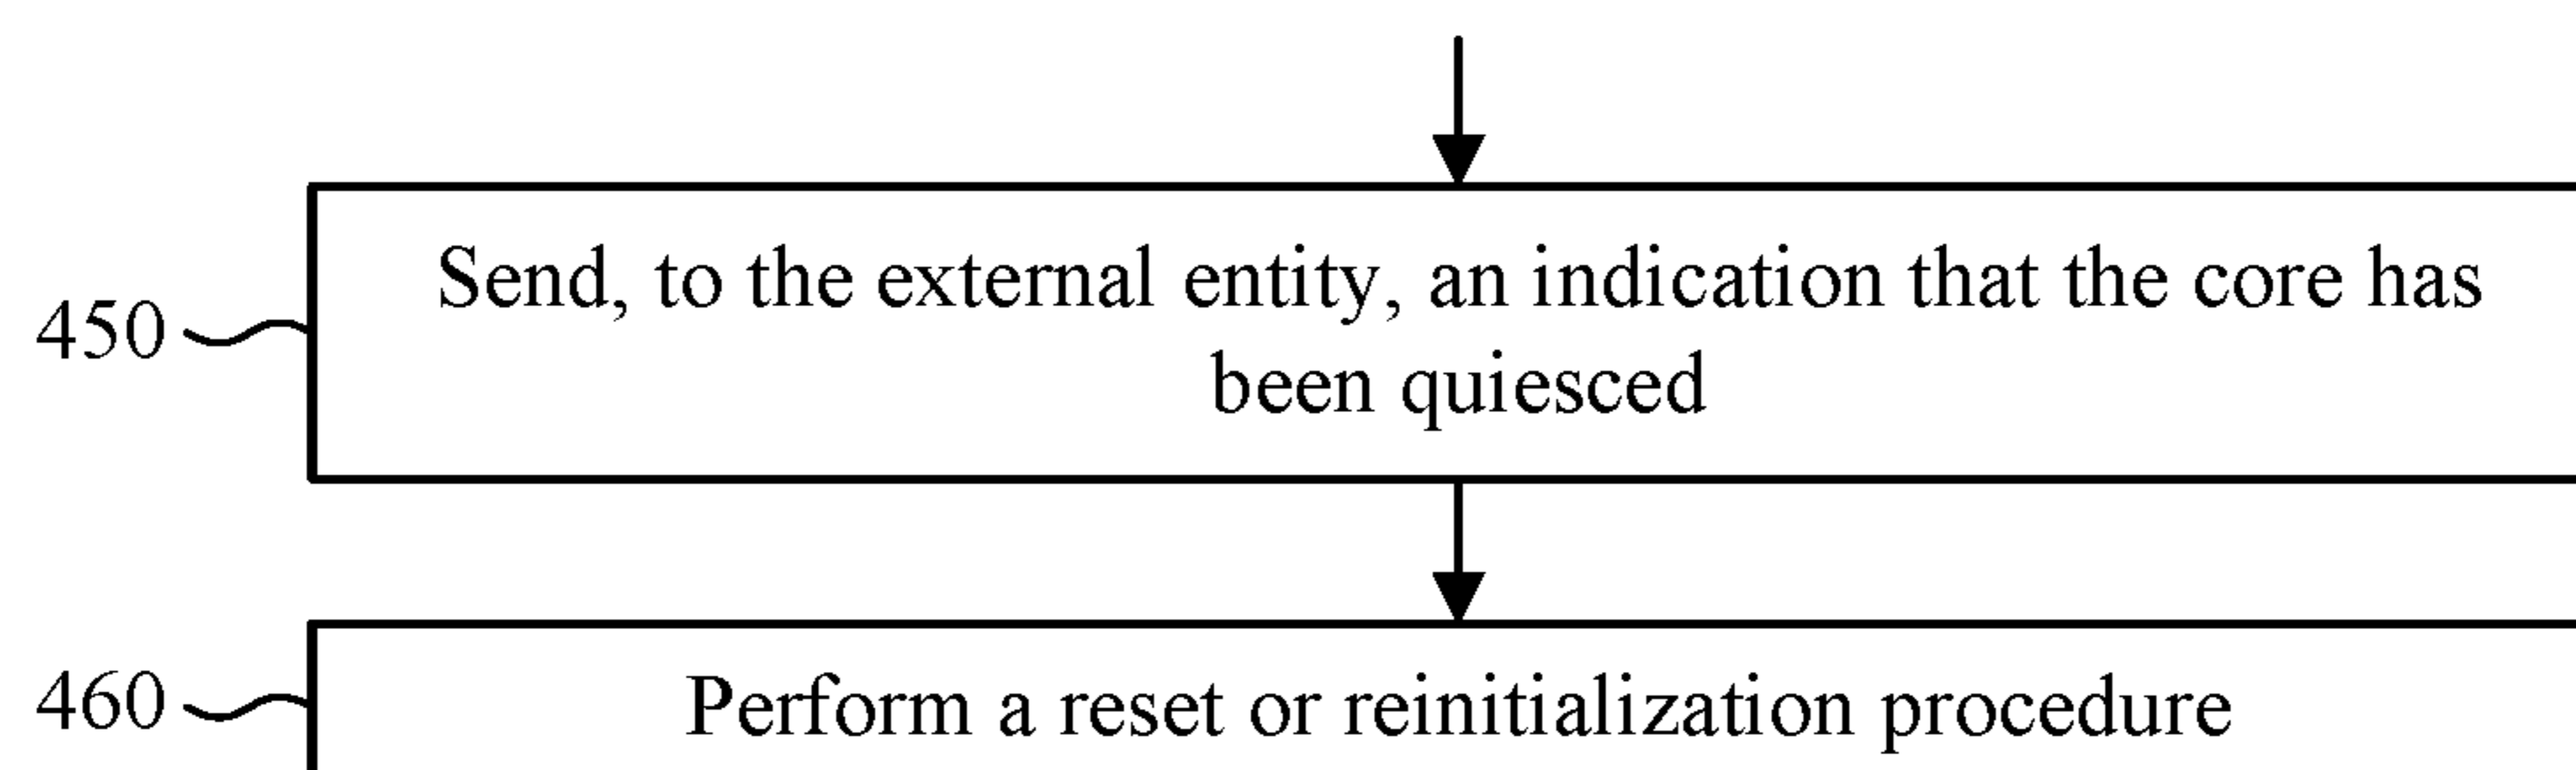 450
Send, to the external entity, an indication that the core has
been quiesced
460
Perform a reset or reinitialization procedure